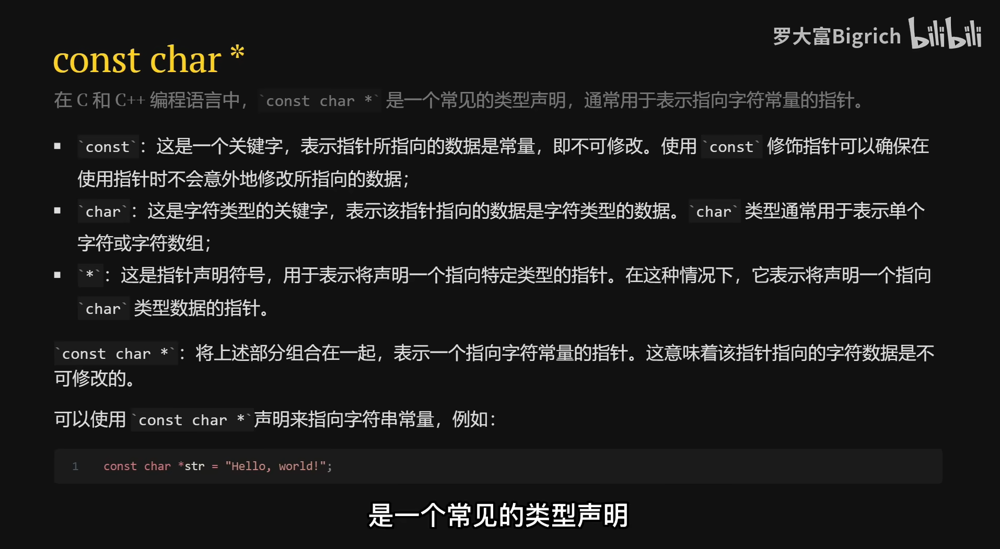 罗大富Bigrich bilibili
const char *
在 C 和 C++ 编程语言中，`const char *` 是一个常见的类型声明，通常用于表示指向字符常量的指针。
▪ `const`：这是一个关键字，表示指针所指向的数据是常量，即不可修改。使用 `const` 修饰指针可以确保在
使用指针时不会意外地修改所指向的数据；
▪ `char`：这是字符类型的关键字，表示该指针指向的数据是字符类型的数据。`char` 类型通常用于表示单个
字符或字符数组；
▪ `*`：这是指针声明符号，用于表示将声明一个指向特定类型的指针。在这种情况下，它表示将声明一个指向
`char` 类型数据的指针。
`const char *`：将上述部分组合在一起，表示一个指向字符常量的指针。这意味着该指针指向的字符数据是不
可修改的。
可以使用 `const char *`声明来指向字符串常量，例如：
1 const char *str = "Hello, world!";
是一个常见的类型声明